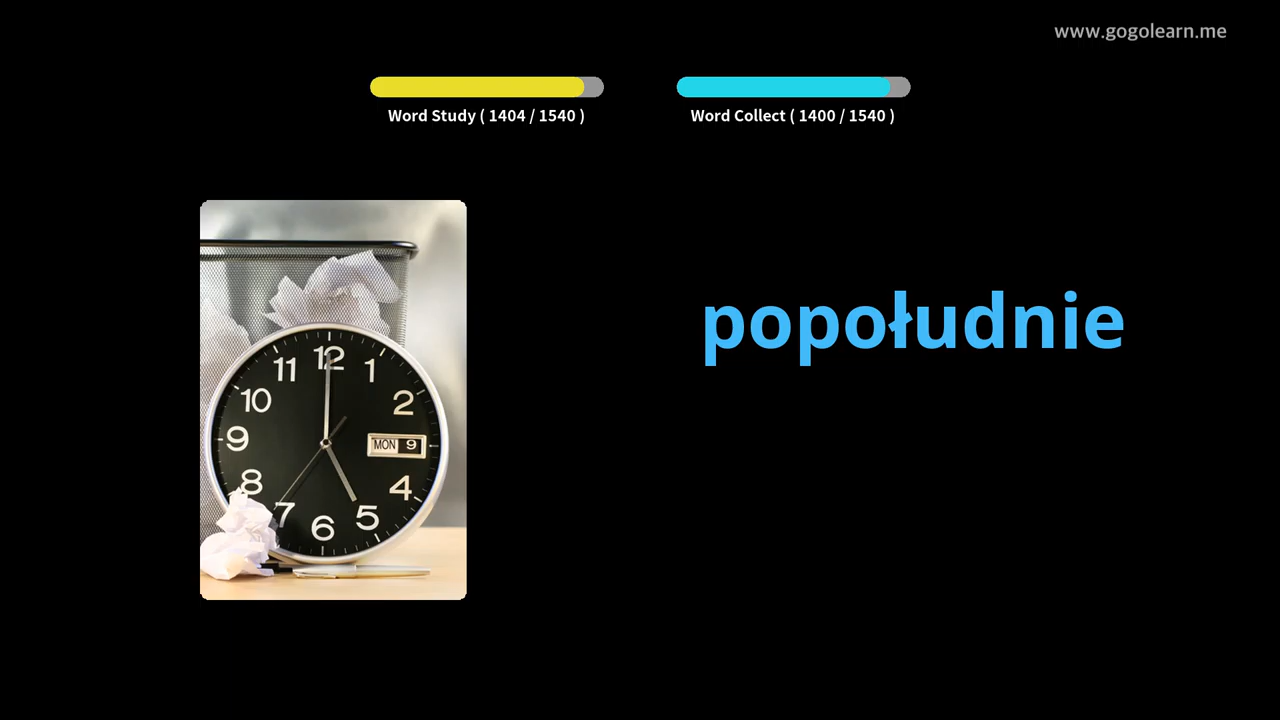 www.gogolearn.me
Word Study ( 1404 / 1540 )
Word Collect ( 1400 / 1540 )
popołudnie
12
11
1
10
2
9
MON 9
8
4
7
5
6